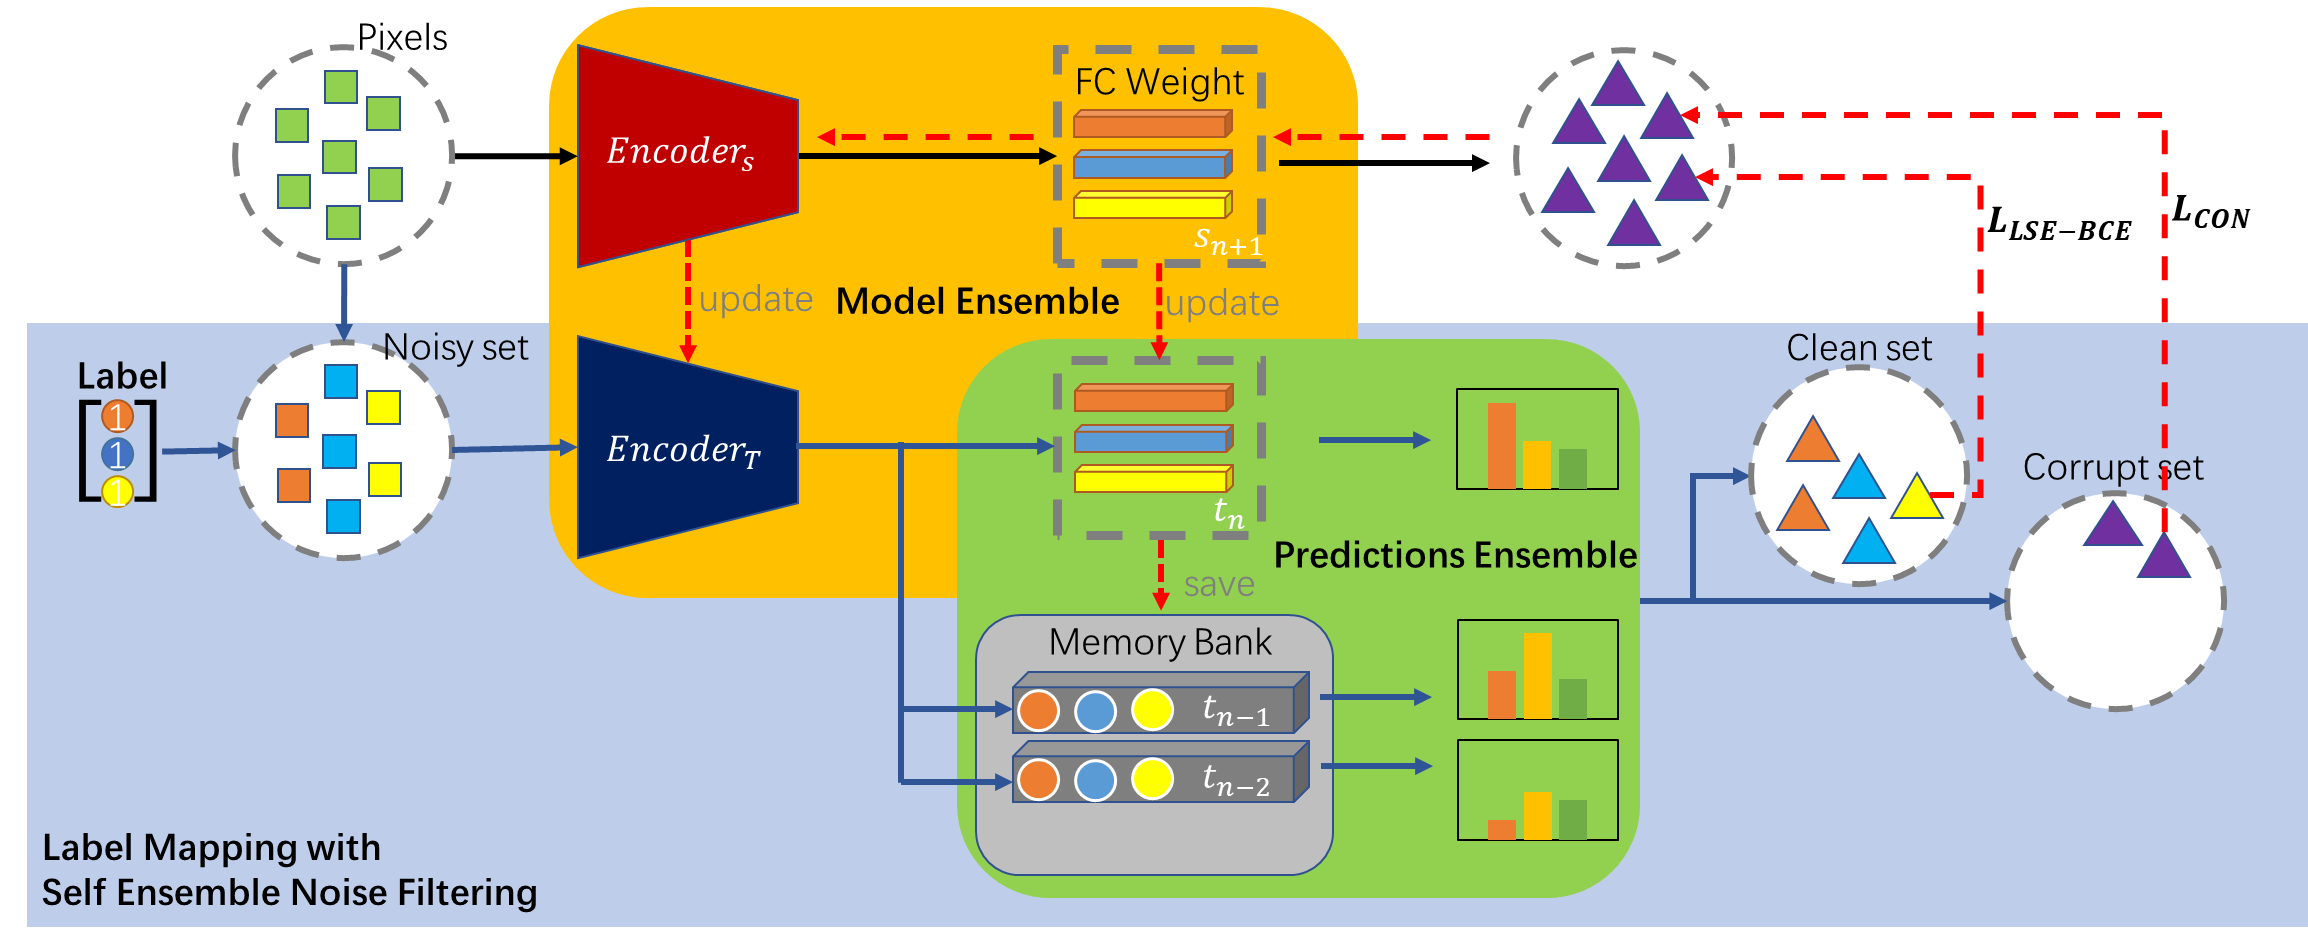 Pixels
Encoder_S
FC Weight
s_{n+1}
L_{LSE-BCE}
L_{CON}
update
Model Ensemble
update
Label
1
1
1
Noisy set
Encoder_T
t_n
Predictions Ensemble
save
Memory Bank
t_{n-1}
t_{n-2}
Clean set
Corrupt set
Label Mapping with
Self Ensemble Noise Filtering